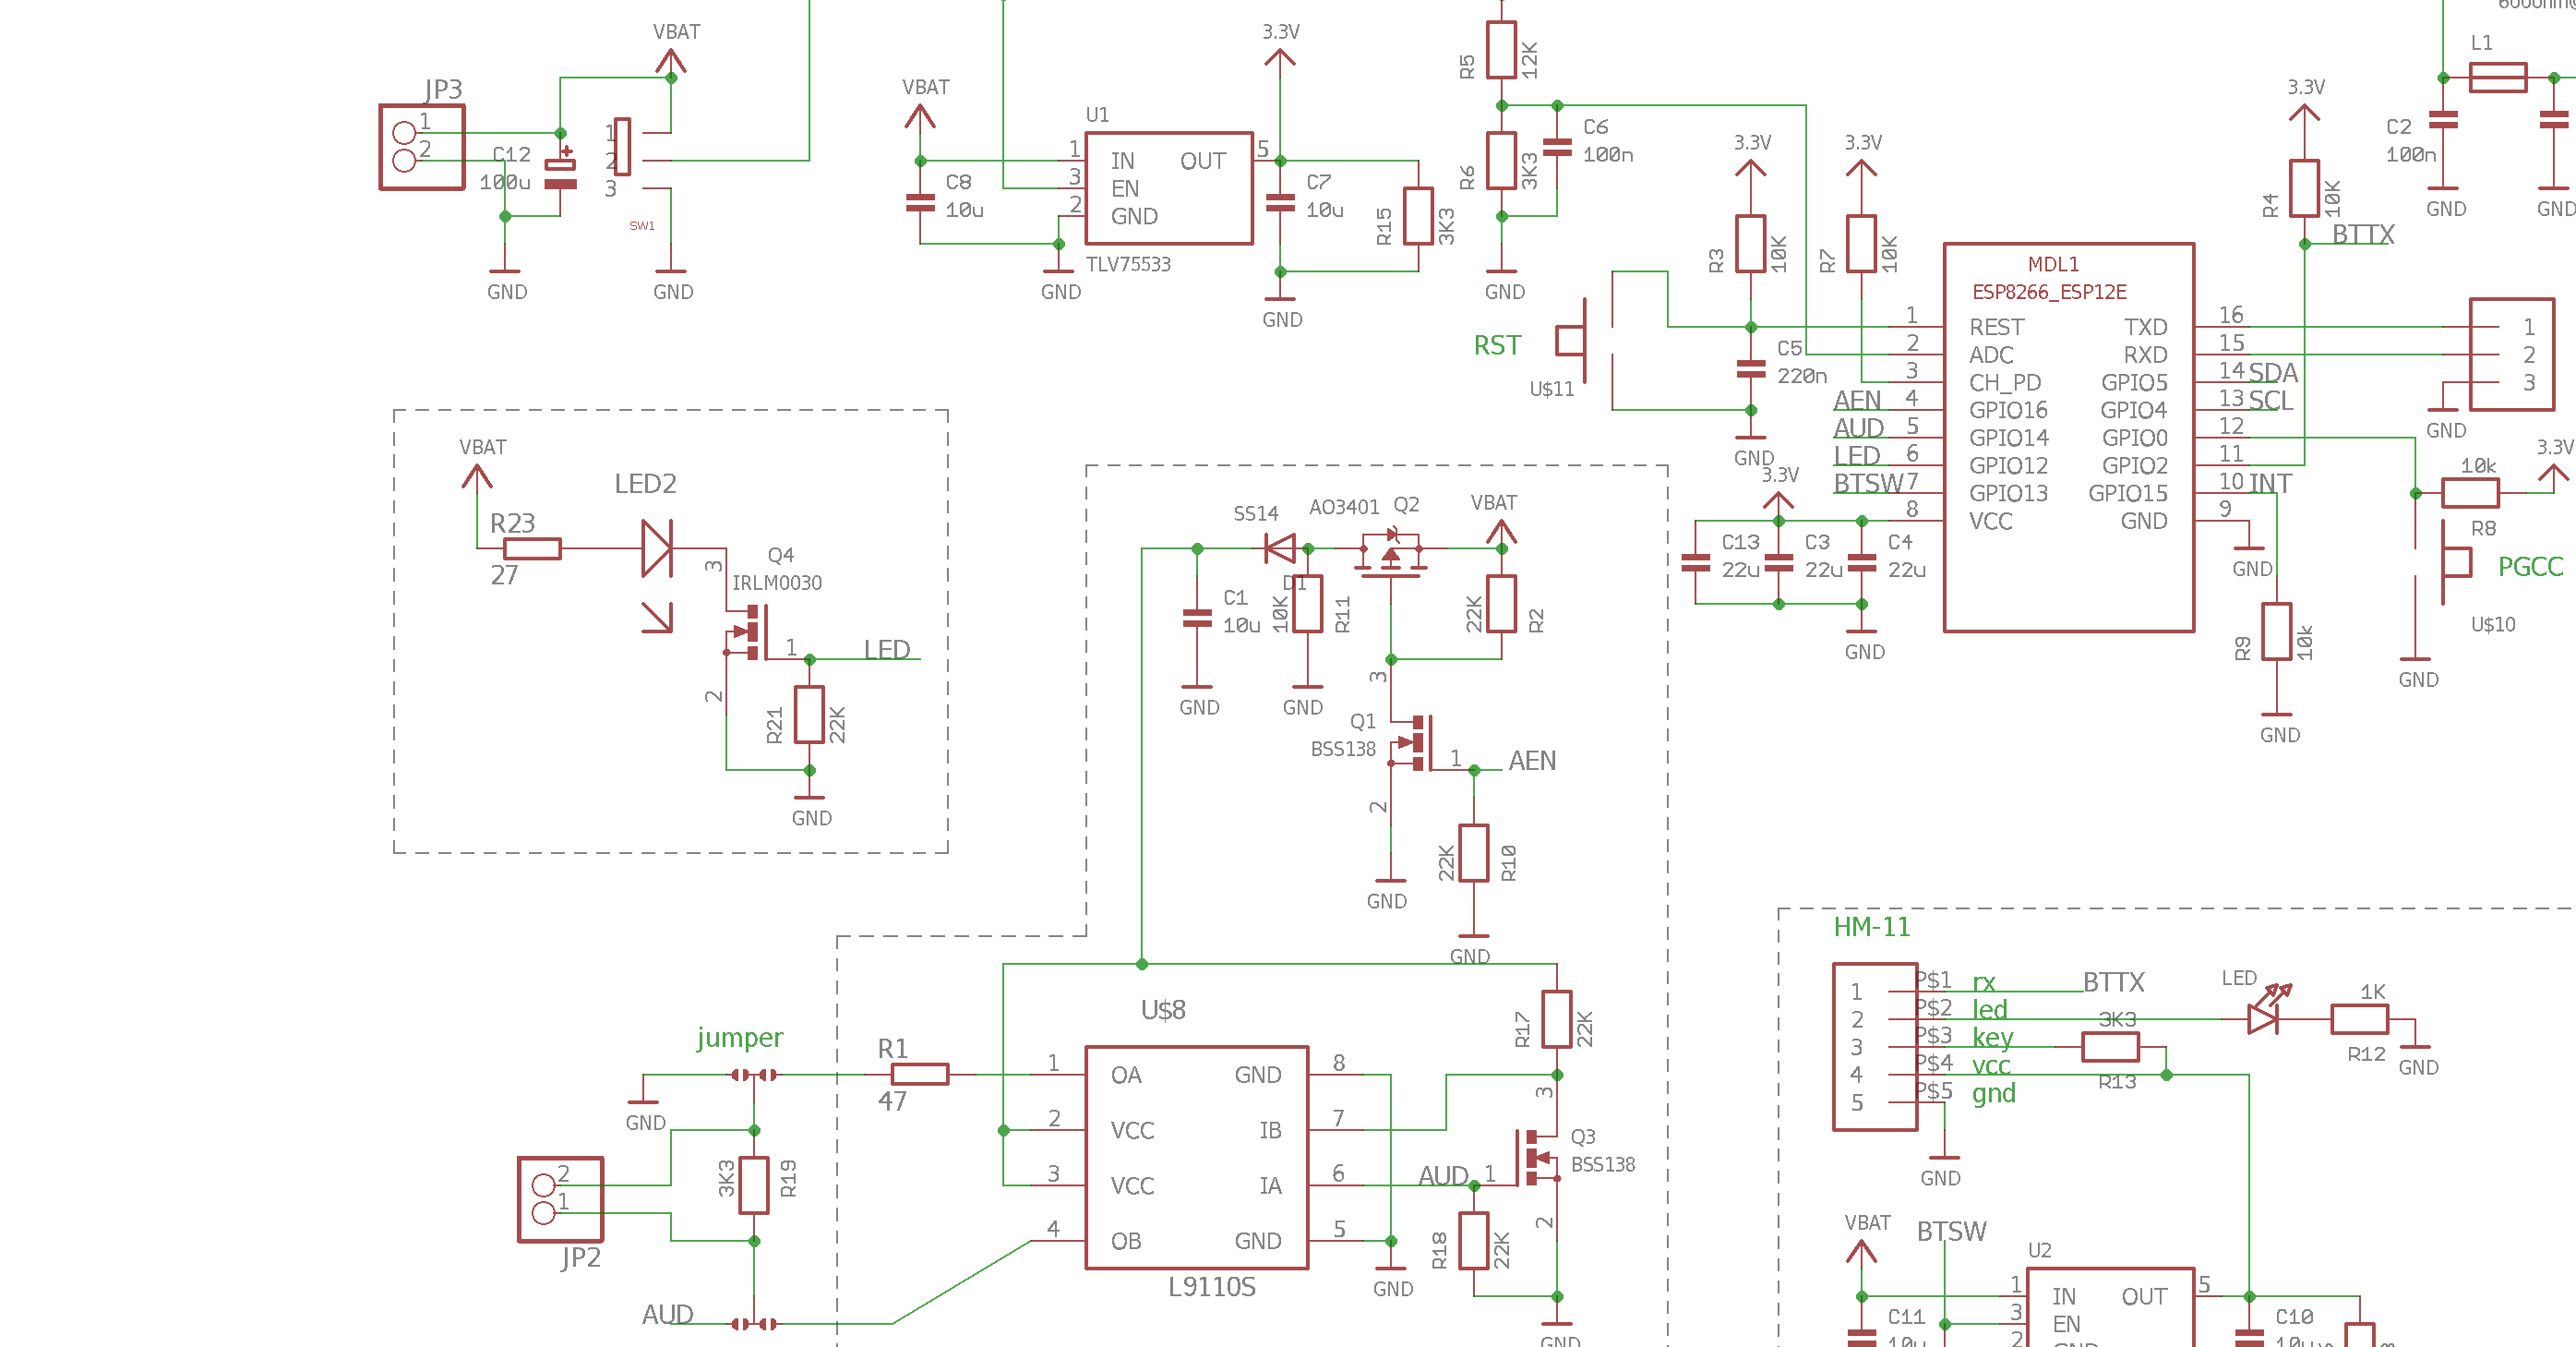 VBAT
JP3
1
2
C12
100u
1
2
3
SW1
GND
GND
VBAT
C8
10u
U1
1
IN
OUT
5
3
EN
2
GND
TLV75533
GND
3.3V
C7
10u
R15
3K3
GND
R5
12K
R6
3K3
C6
100n
GND
3.3V
3.3V
R3
10K
R7
10K
RST
U$11
C5
220n
GND
MDL1
ESP8266_ESP12E
1
REST
TXD
16
2
ADC
RXD
15
3
CH_PD
GPIO5
14
SDA
AEN
4
GPIO16
GPIO4
13
SCL
AUD
5
GPIO14
GPIO0
12
LED
6
GPIO12
GPIO2
11
BTSW
7
GPIO13
GPIO15
10
INT
8
VCC
GND
9
3.3V
C13
22u
C3
22u
C4
22u
GND
3.3V
R4
10K
BTTX
L1
C2
100n
GND
GND
1
2
3
GND
3.3V
10k
R8
PGCC
U$10
GND
GND
R9
10k
GND
VBAT
LED2
R23
27
Q4
IRLM0030
3
1
LED
2
R21
22K
GND
SS14
AO3401
Q2
VBAT
D1
C1
10u
10K
R11
22K
R2
GND
GND
3
Q1
BSS138
1
AEN
2
22K
R10
GND
GND
U$8
R17
22K
jumper
R1
47
GND
1
OA
GND
8
2
VCC
IB
7
3
VCC
IA
6
4
OB
GND
5
L9110S
GND
3
Q3
BSS138
AUD
1
2
R18
22K
GND
3K3
R19
2
1
JP2
AUD
HM-11
1
P$1
rx
BTTX
2
P$2
led
3
P$3
key
4
P$4
vcc
5
P$5
gnd
3K3
R13
LED
1K
R12
GND
GND
VBAT
BTSW
U2
1
IN
OUT
5
3
EN
2
C11
10u
C10
10u